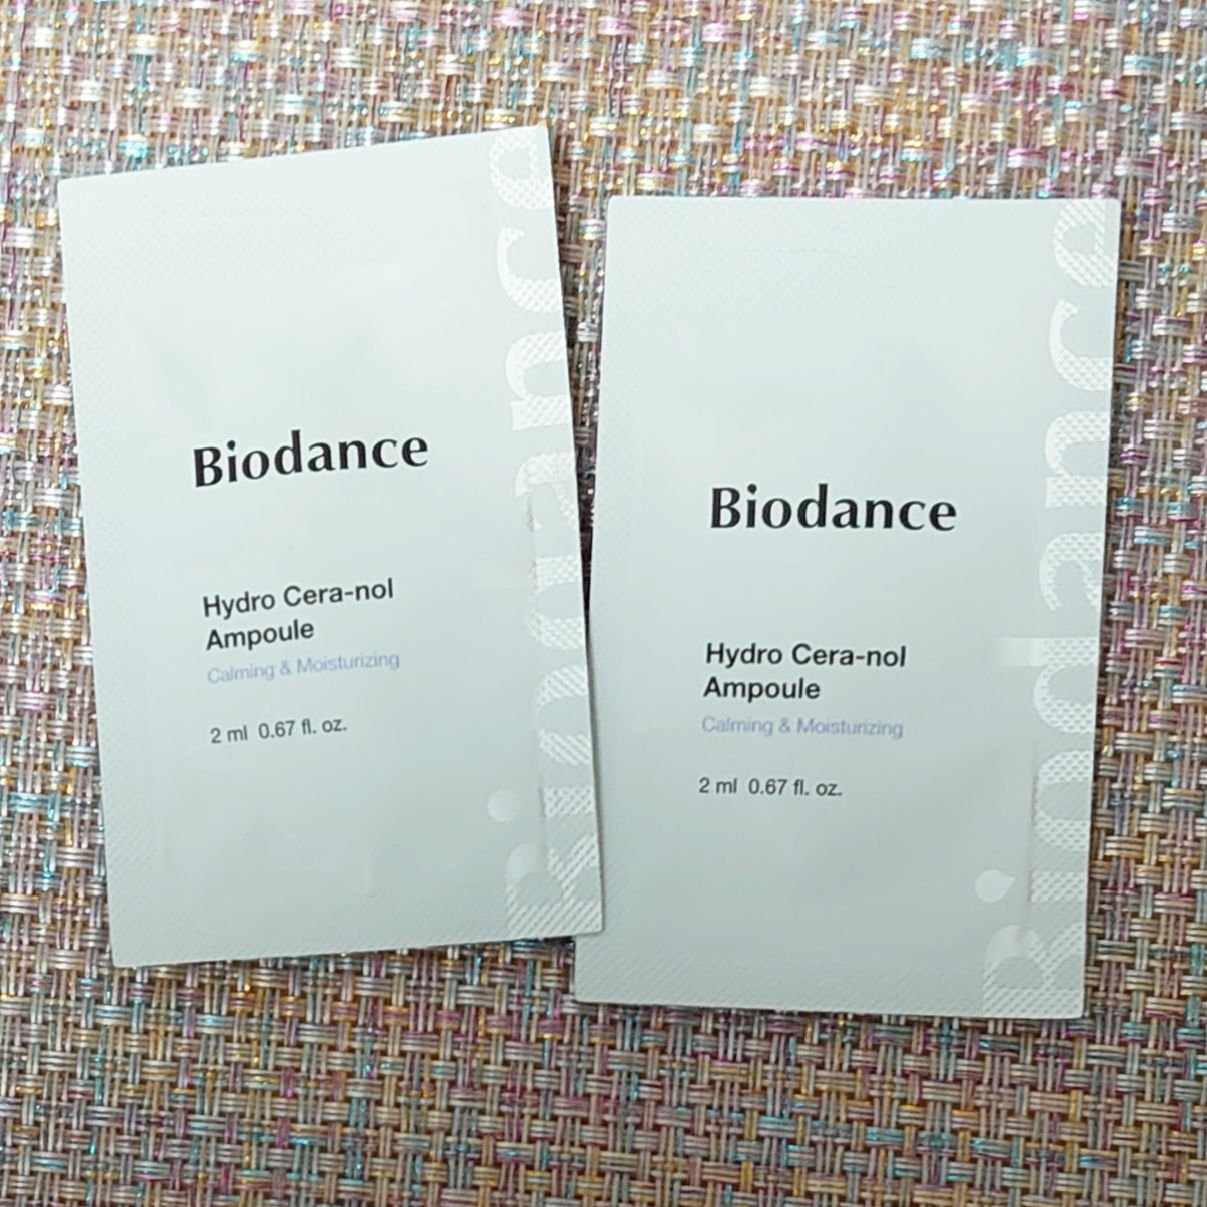 Biodance
Hydro Cera-nol
Ampoule
Calming & Moisturizing
2 ml 0.67 fl. oz.
Biodance
Biodance
Hydro Cera-nol
Ampoule
Calming & Moisturizing
2 ml 0.67 fl. oz.
Biodance